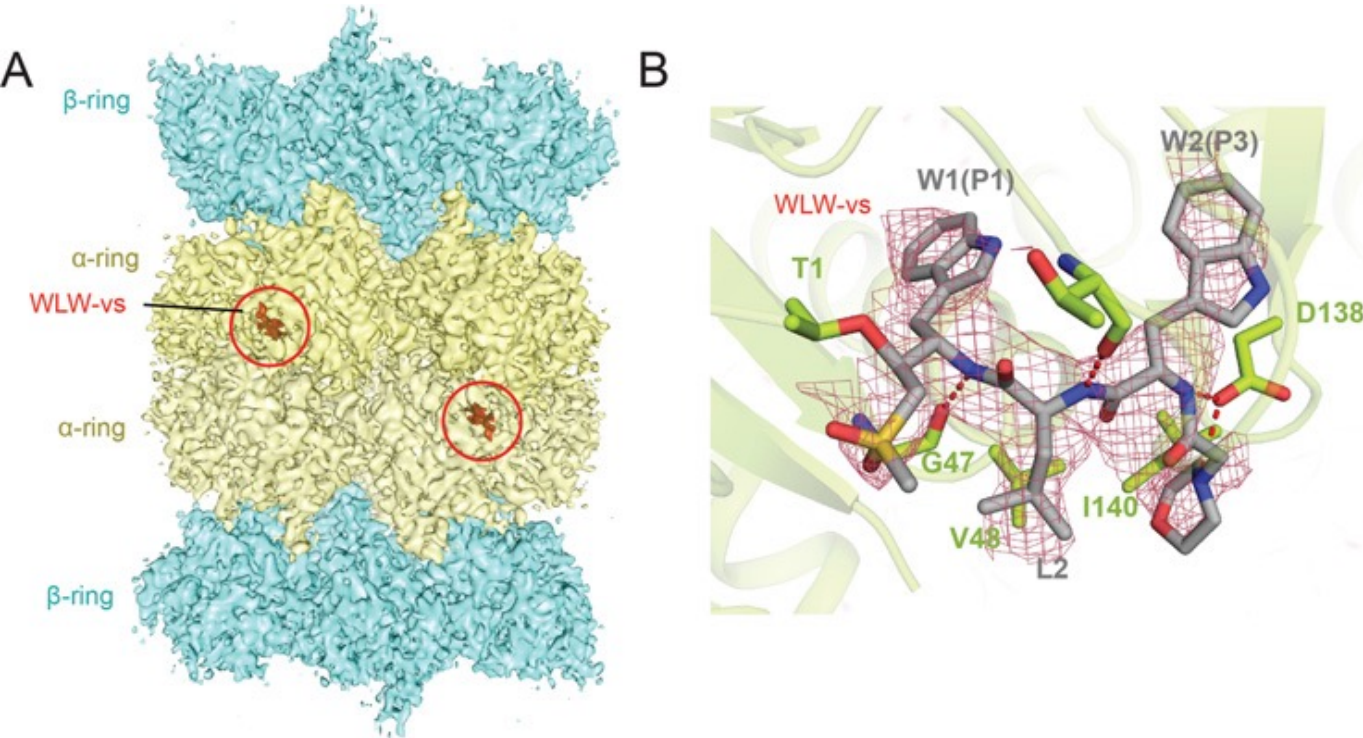 A
β-ring
α-ring
WLW-vs
α-ring
β-ring
B
W2(P3)
W1(P1)
WLW-vs
T1
D138
G47
I140
V48
L2